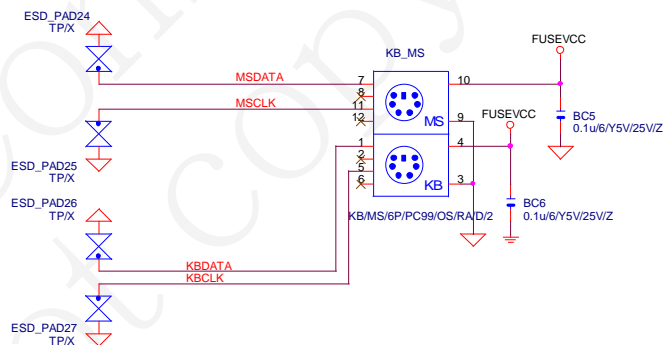 ESD_PAD24
TP/X
KB_MS
FUSEVCC
MSDATA
7
10
8
MSCLK
11
12
MS
9
FUSEVCC
BC5
0.1u/6/Y5V/25V/Z
ESD_PAD25
TP/X
1
4
2
5
6
KB
3
ESD_PAD26
TP/X
BC6
0.1u/6/Y5V/25V/Z
KB/MS/6P/PC99/OS/RA/D/2
KBDATA
KBCLK
ESD_PAD27
TP/X